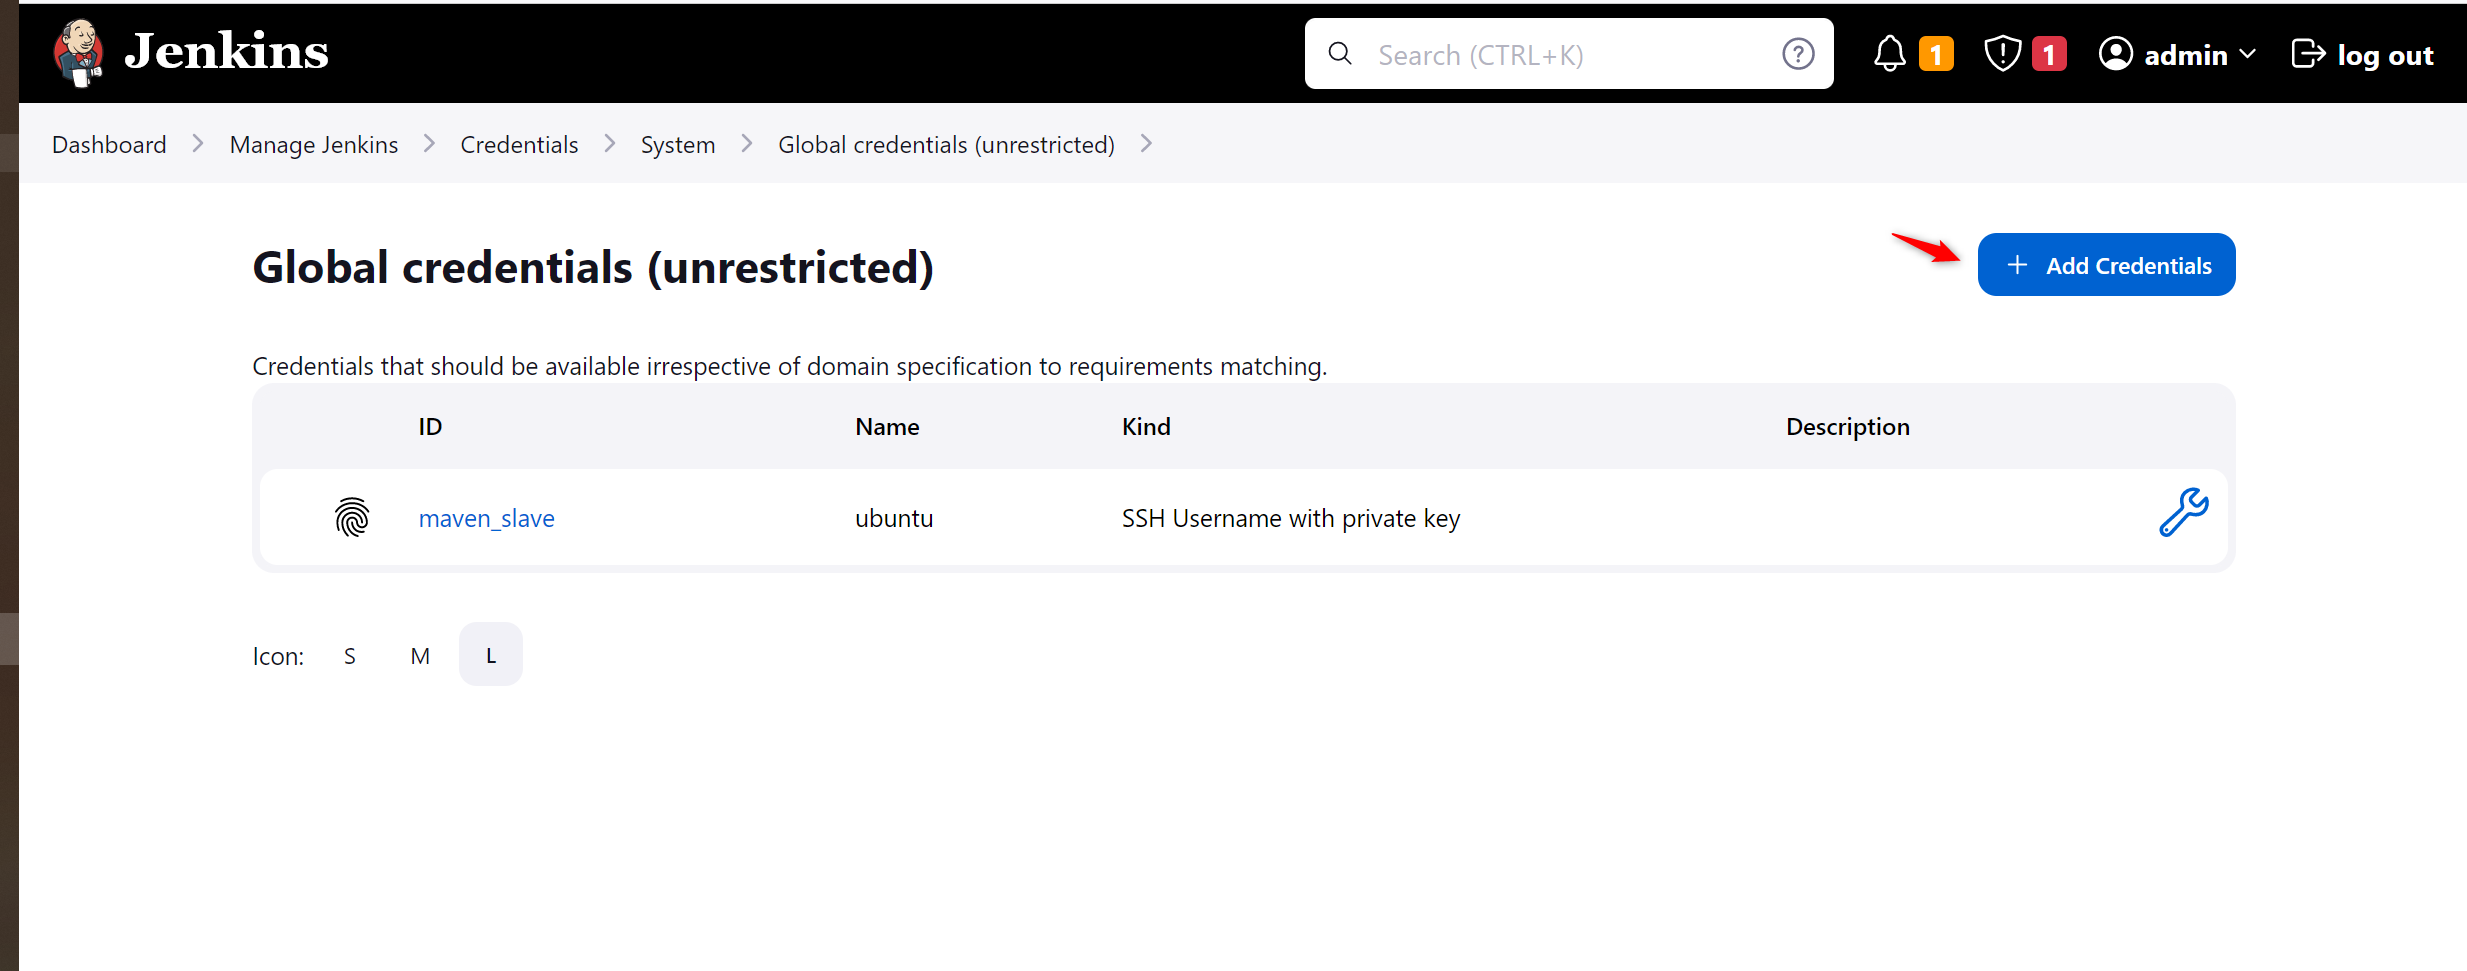 Jenkins Search (CTRL+K) 1 1 admin log out
Dashboard Manage Jenkins Credentials System Global credentials (unrestricted)
Global credentials (unrestricted) + Add Credentials
Credentials that should be available irrespective of domain specification to requirements matching.
ID Name Kind Description
maven_slave ubuntu SSH Username with private key
Icon: S M L